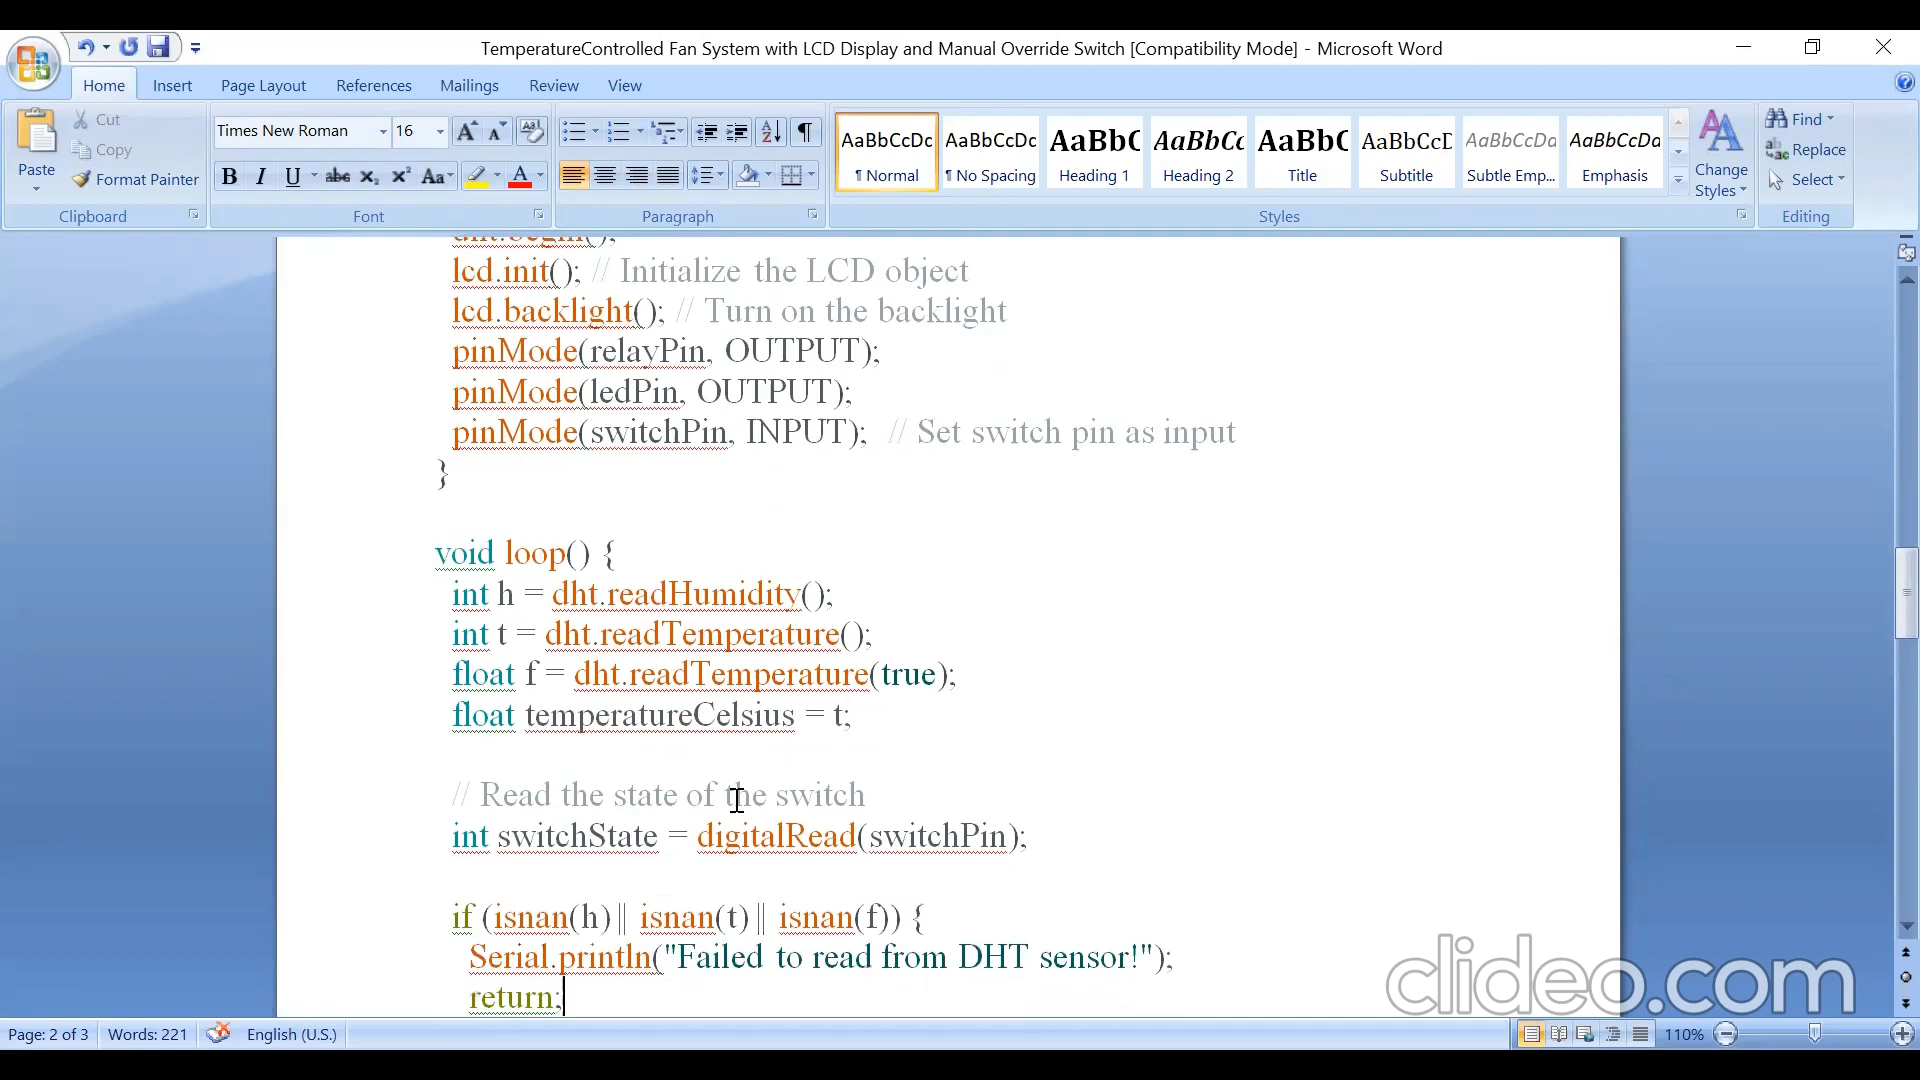 TemperatureControlled Fan System with LCD Display and Manual Override Switch [Compatibility Mode] - Microsoft Word
Home Insert Page Layout References Mailings Review View
Paste
Cut
Copy
Format Painter
Clipboard
Times New Roman 16
Font
Paragraph
AaBbCcDc AaBbCcDc AaBbC AaBbCc AaBbC AaBbCcI AaBbCcDa AaBbCcDa
¶ Normal ¶ No Spacing Heading 1 Heading 2 Title Subtitle Subtle Emp... Emphasis
Change Styles
Styles
Find
Replace
Select
Editing
dht.begin();
lcd.init(); // Initialize the LCD object
lcd.backlight(); // Turn on the backlight
pinMode(relayPin, OUTPUT);
pinMode(ledPin, OUTPUT);
pinMode(switchPin, INPUT);  // Set switch pin as input
}
void loop() {
int h = dht.readHumidity();
int t = dht.readTemperature();
float f = dht.readTemperature(true);
float temperatureCelsius = t;
// Read the state of the switch
int switchState = digitalRead(switchPin);
if (isnan(h)|| isnan(t)|| isnan(f)) {
Serial.println("Failed to read from DHT sensor!");
return;
clideo.com
Page: 2 of 3 Words: 221 English (U.S.) 110%